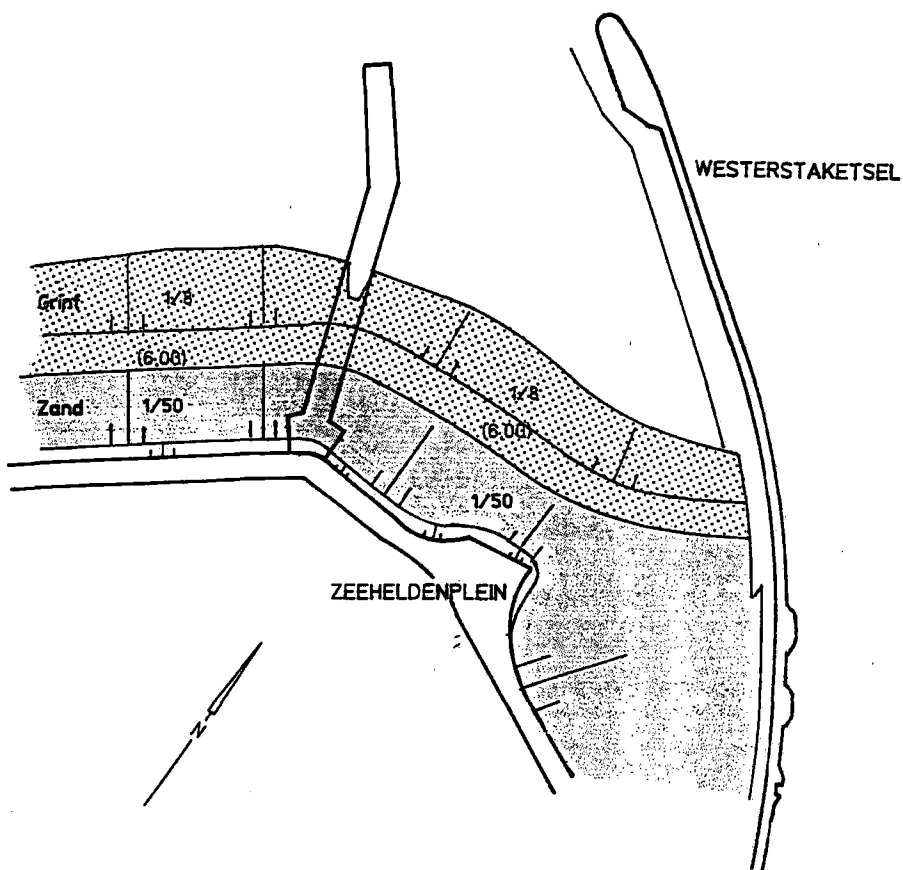 WESTERSTAKETSEL
Grint
1/8
(6.00)
1/8
Zand
1/50
(6.00)
1/50
ZEEHELDENPLEIN
N